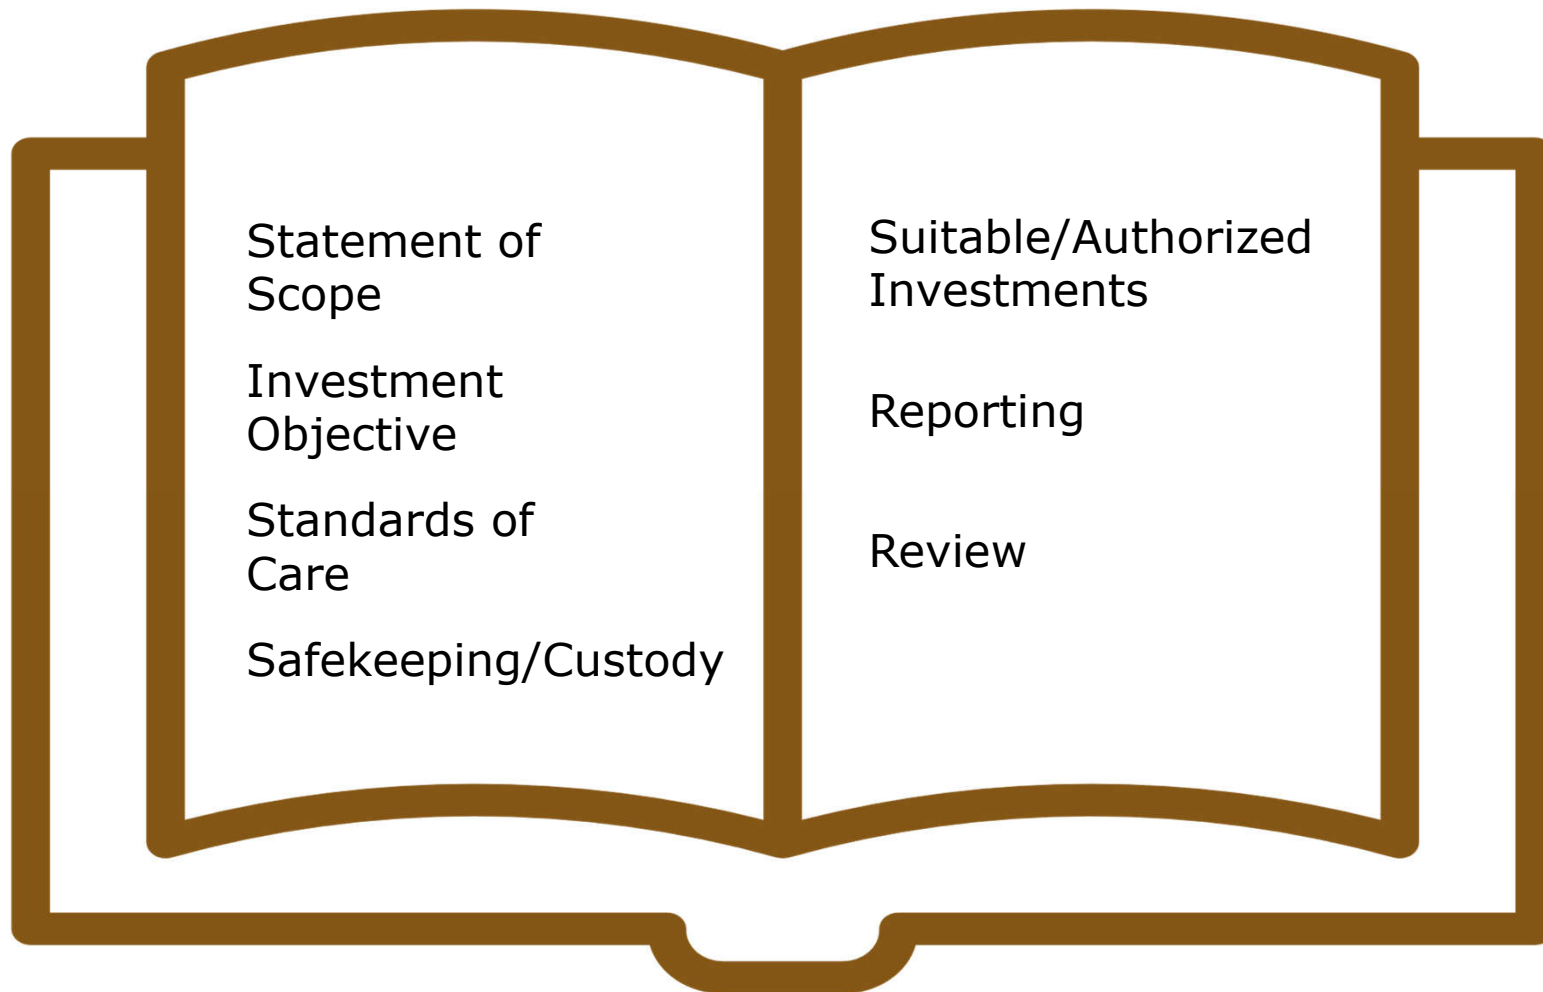 Statement of
Scope
Investment
Objective
Standards of
Care
Safekeeping/Custody
Suitable/Authorized
Investments
Reporting
Review